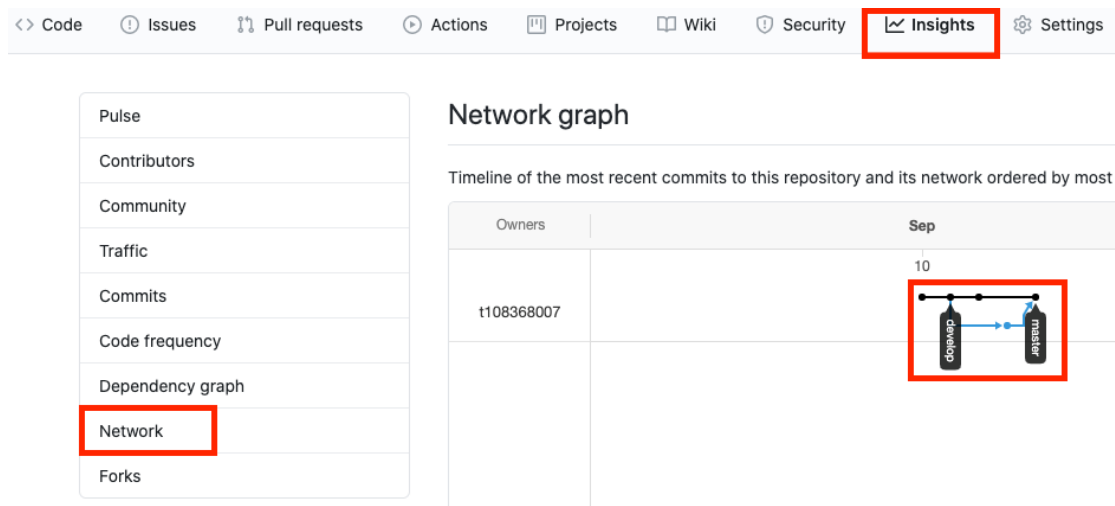 Code Issues Pull requests Actions Projects Wiki Security Insights Settings
Pulse
Contributors
Community
Traffic
Commits
Code frequency
Dependency graph
Network
Forks
Network graph
Timeline of the most recent commits to this repository and its network ordered by most
Owners Sep
10
t108368007
develop
master